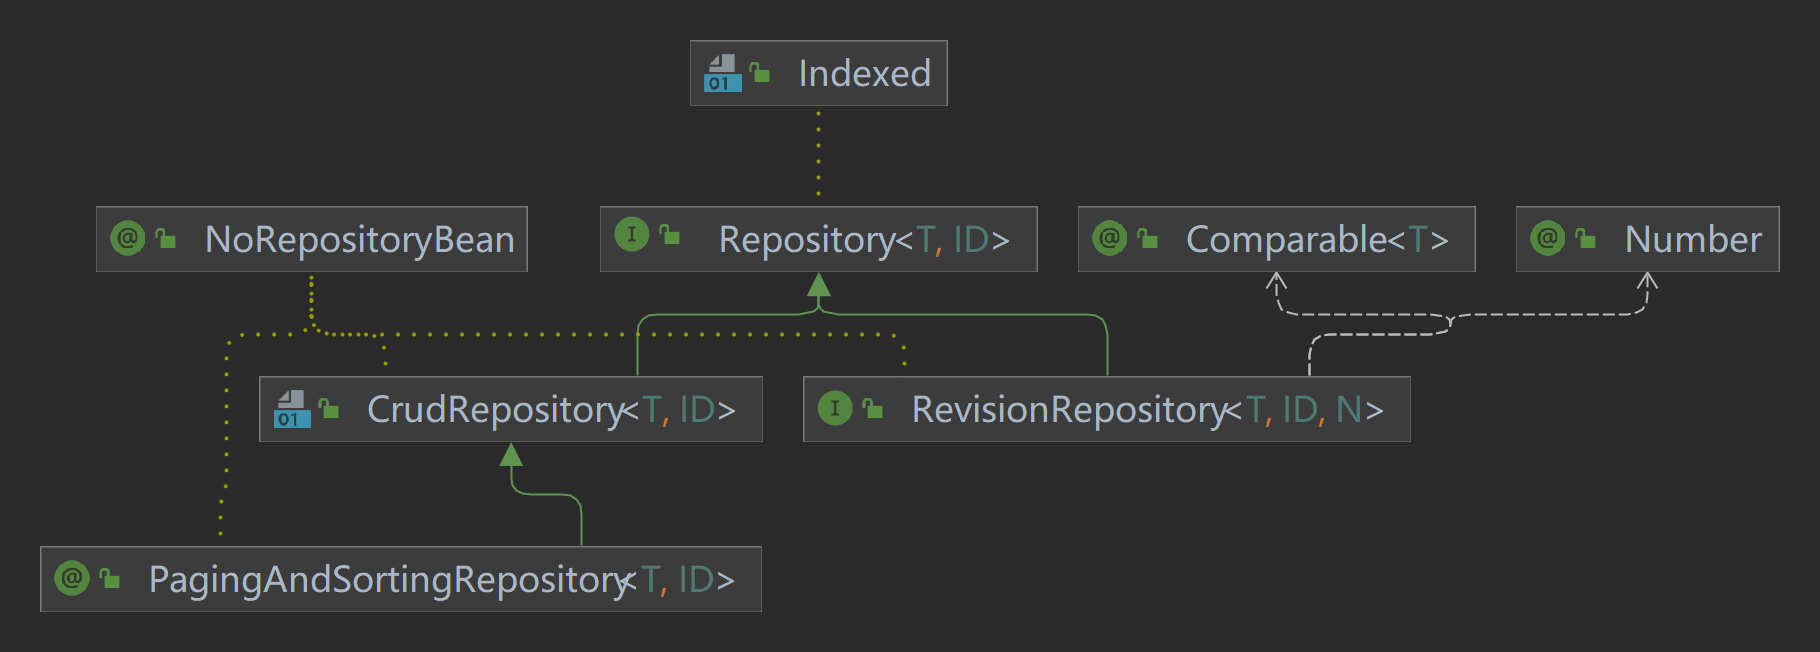 01 Indexed
@ NoRepositoryBean
I Repository<T, ID>
@ Comparable<T>
@ Number
01 CrudRepository<T, ID>
I RevisionRepository<T, ID, N>
@ PagingAndSortingRepository<T, ID>